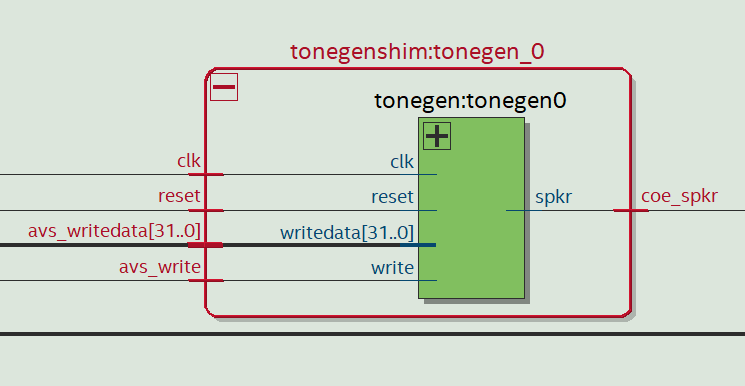 tonegenshim:tonegen_0
tonegen:tonegen0
clk
clk
reset
reset
spkr
coe_spkr
avs_writedata[31..0]
writedata[31..0]
avs_write
write